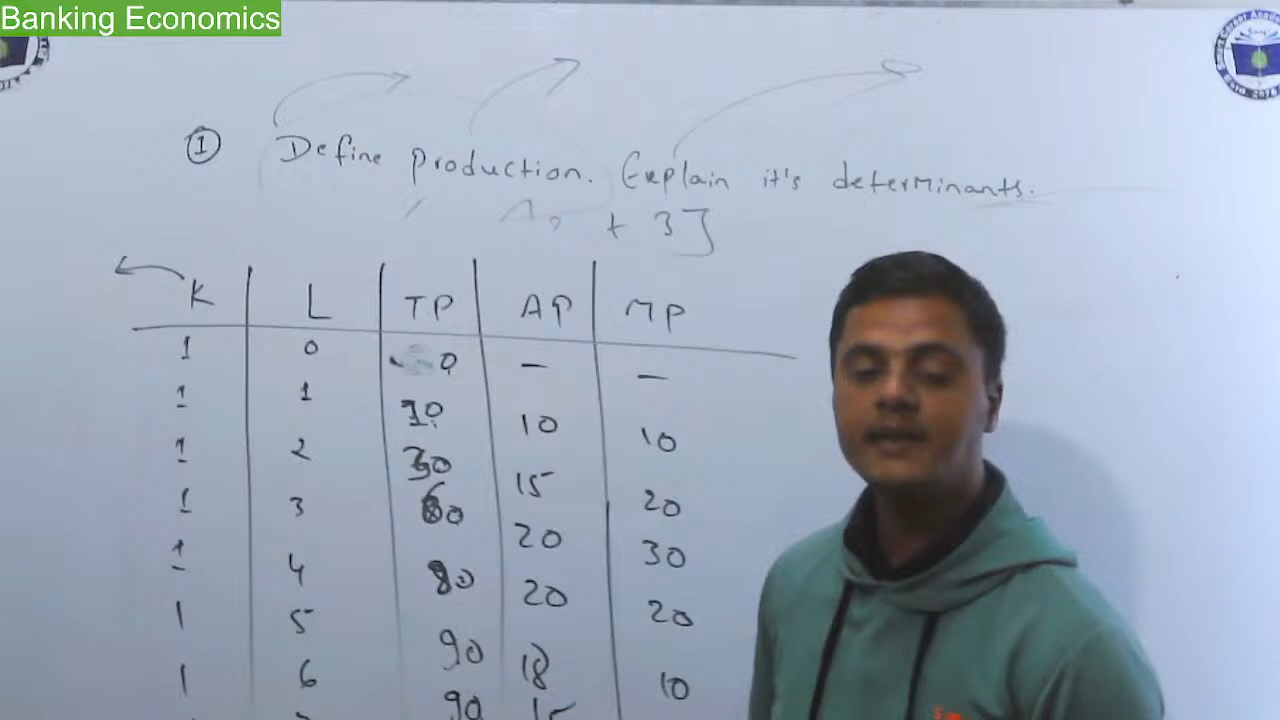 Banking Economics
① Define production. Explain it's determinants.
+ 3]
K L TP AP MP
1 0 0 – –
1 1 10 10 10
1 2 30 15 20
1 3 60 20 30
1 4 80 20 20
1 5 90 18 10
1 6 90 15